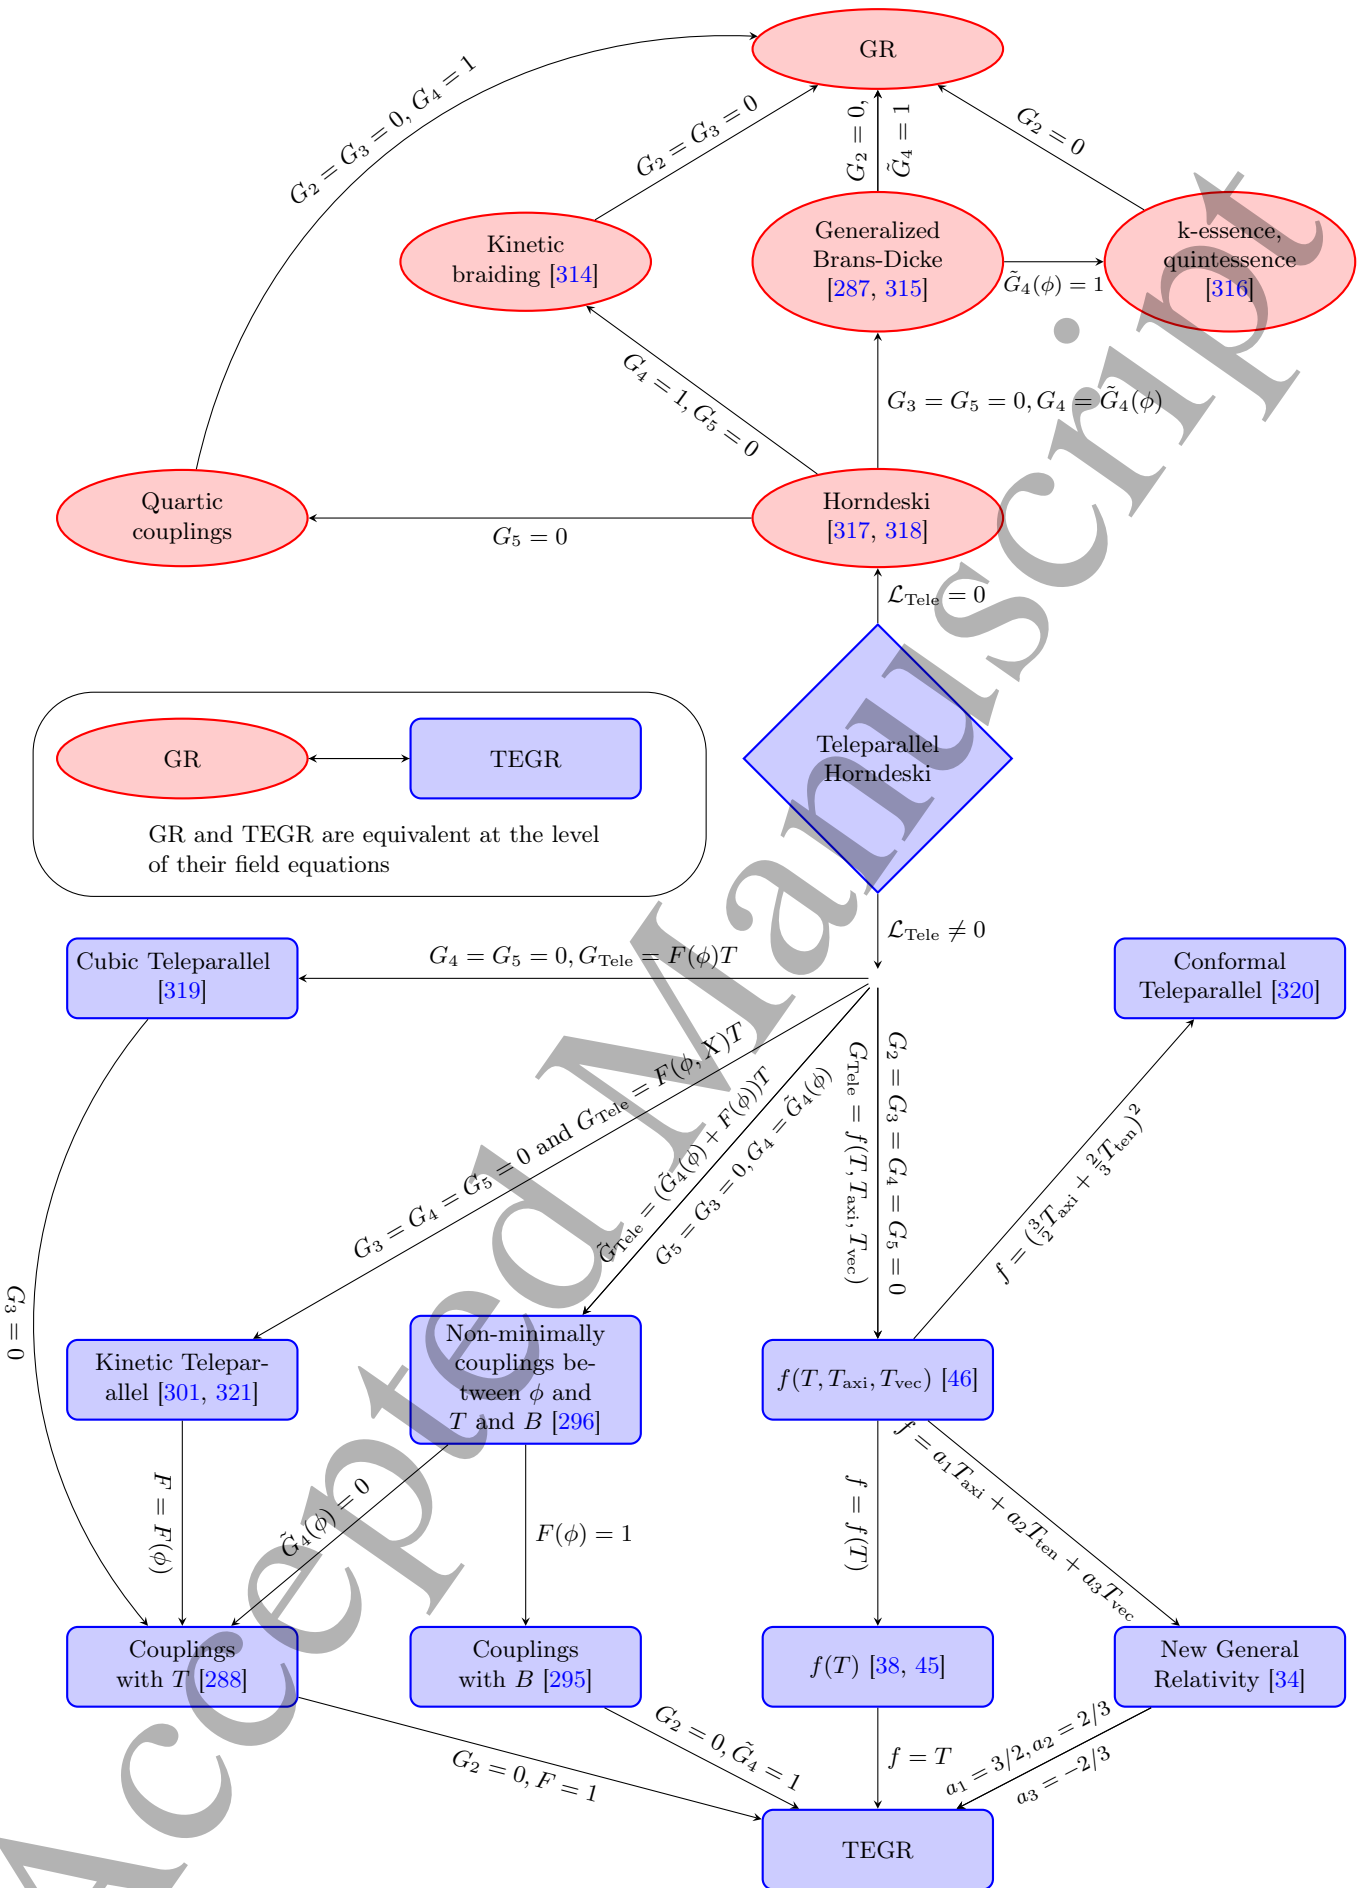 GR
G₂ = G₃ = 0, G₄ = 1
G₂ = G₃ = 0
G₂ = 0,
G̃₄ = 1
G₂ = 0
Kinetic
braiding [314]
Generalized
Brans-Dicke
[287, 315]
G̃₄(ϕ) = 1
k-essence,
quintessence
[316]
G₄ = 1, G₅ = 0
G₃ = G₅ = 0, G₄ = G̃₄(ϕ)
Quartic
couplings
G₅ = 0
Horndeski
[317, 318]
ℒ_Tele = 0
Teleparallel
Horndeski
GR
TEGR
GR and TEGR are equivalent at the level
of their field equations
ℒ_Tele ≠ 0
Cubic Teleparallel
[319]
G₄ = G₅ = 0, G_Tele = F(ϕ)T
Conformal
Teleparallel [320]
G₃ = G₄ = G₅ = 0 and G_Tele = F(ϕ, X)T
G̃_Tele = (G̃₄(ϕ) + F(ϕ))T
G₅ = G₃ = 0, G₄ = G̃₄(ϕ)
G_Tele = f(T, T_axi, T_vec)
G₂ = G₃ = G₄ = G₅ = 0
f = (3/2 T_axi + 2/3 T_ten)²
G₃ = 0
Kinetic Telepar-
allel [301, 321]
Non-minimally
couplings be-
tween ϕ and
T and B [296]
f(T, T_axi, T_vec) [46]
F = F(ϕ)
G̃₄(ϕ) = 0
F(ϕ) = 1
f = f(T)
f = a₁T_axi + a₂T_ten + a₃T_vec
Couplings
with T [288]
Couplings
with B [295]
f(T) [38, 45]
New General
Relativity [34]
G₂ = 0, F = 1
G₂ = 0, G̃₄ = 1
f = T
a₁ = 3/2, a₂ = 2/3
a₃ = −2/3
TEGR
Accepted Manuscript